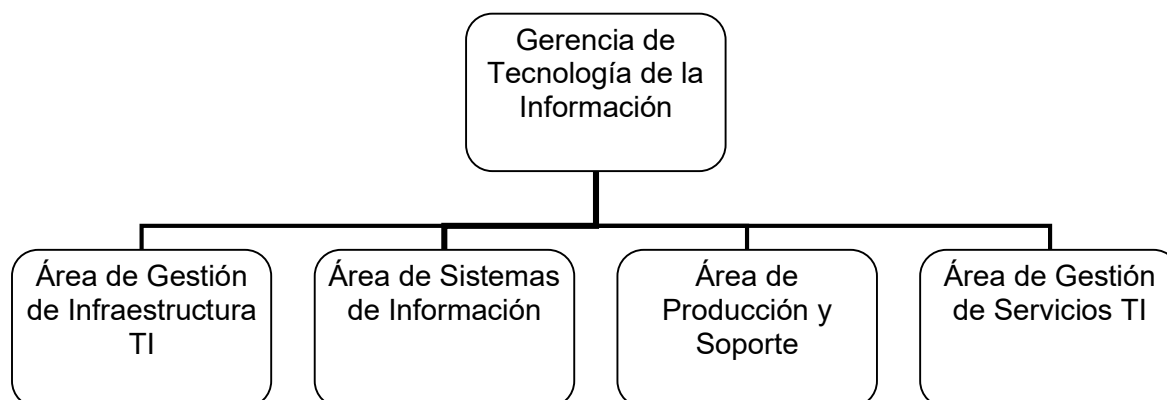 Gerencia de
Tecnología de la
Información
Área de Gestión
de Infraestructura
TI
Área de Sistemas
de Información
Área de
Producción y
Soporte
Área de Gestión
de Servicios TI